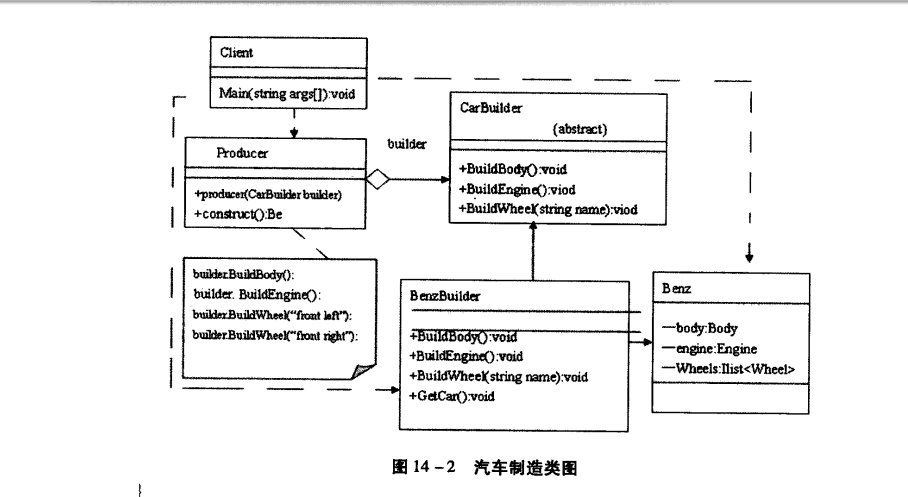 Client
Main(string args[]):void
CarBuilder
(abstract)
builder
Producer
+BuildBody():void
+BuildEngine():viod
+BuildWheel(string name):viod
+producer(CarBuilder builder)
+construct():Be
builder.BuildBody():
builder. BuildEngine():
builder.BuildWheel("front left"):
builder.BuildWheel("front right"):
BenzBuilder
+BuildBody():void
+BuildEngine():void
+BuildWheel(string name):void
+GetCar():void
Benz
—body:Body
—engine:Engine
—Wheels:Ilist<Wheel>
图 14-2 汽车制造类图
}